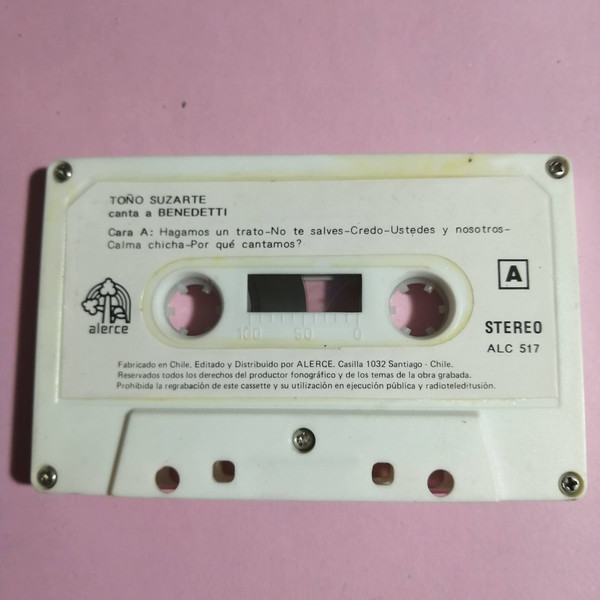 TOÑO SUZARTE
canta a BENEDETTI
Cara A: Hagamos un trato-No te salves-Credo-Ustedes y nosotros-
Calma chicha-Por qué cantamos?
A
alerce
100 50 0
STEREO
ALC 517
Fabricado en Chile, Editado y Distribuido por ALERCE. Casilla 1032 Santiago - Chile.
Reservados todos los derechos del productor fonográfico y de los temas de la obra grabada.
Prohibida la regrabación de este cassette y su utilización en ejecución pública y radioteleditusión.